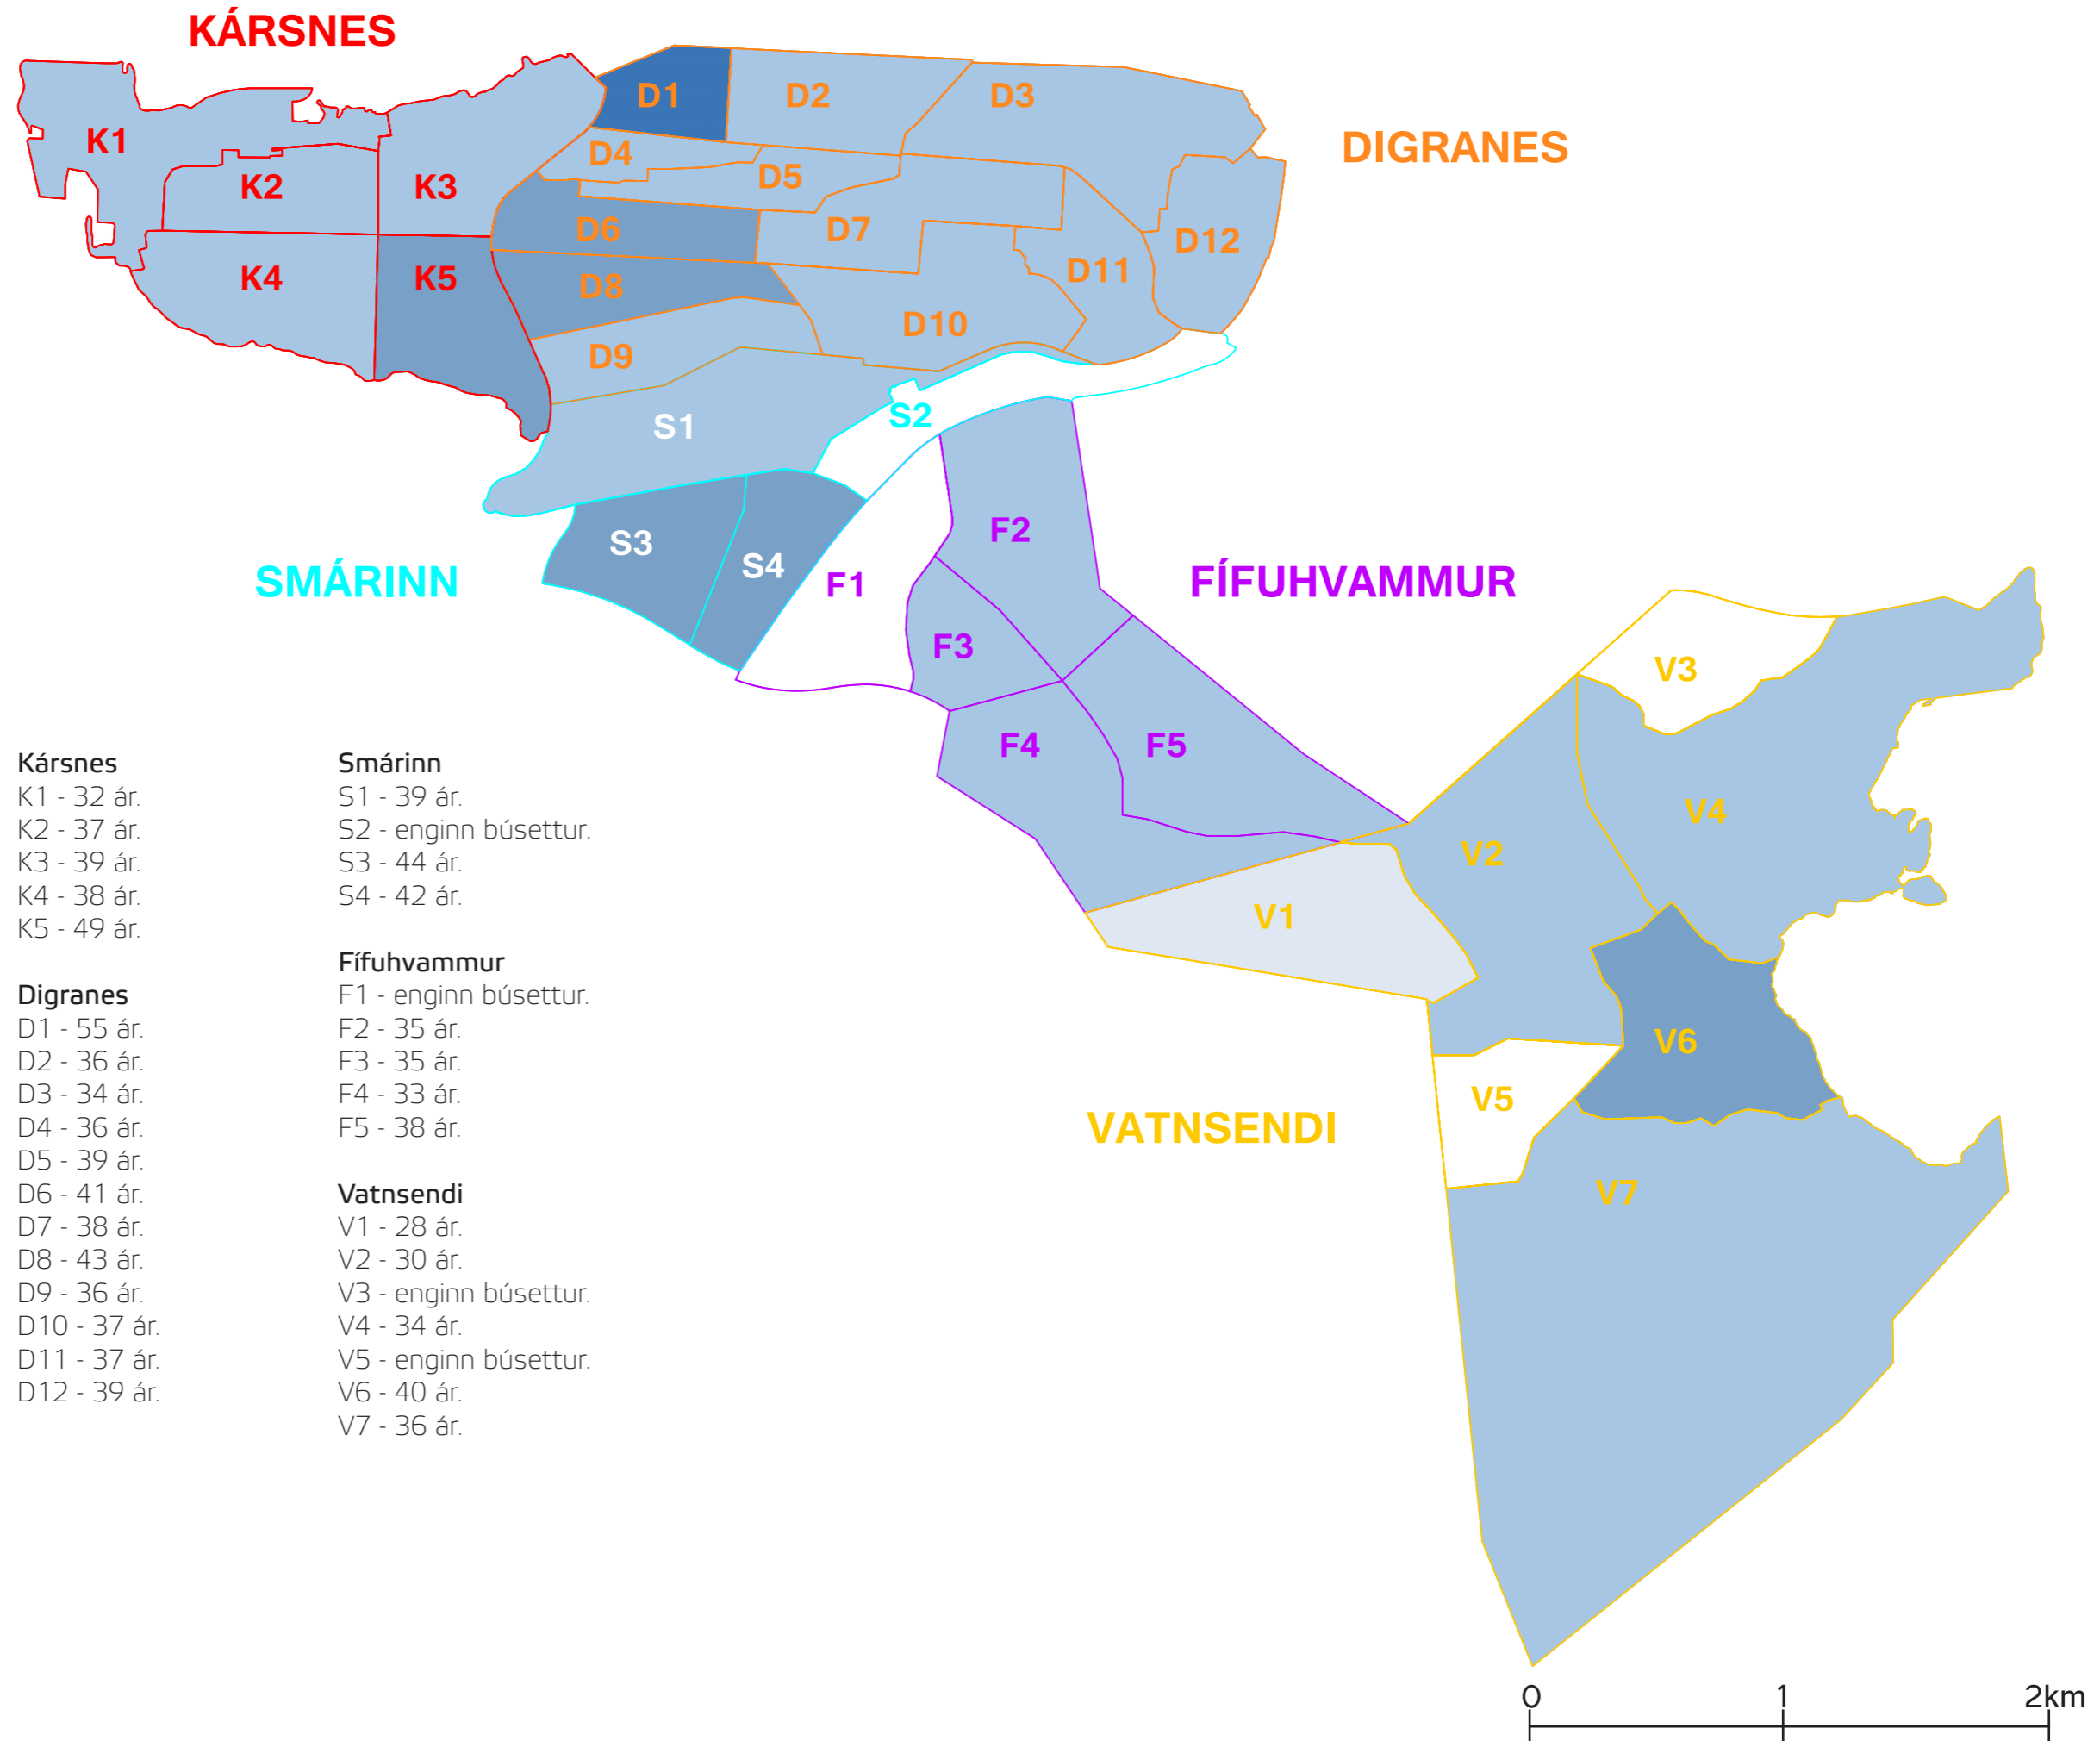 KÁRSNES
DIGRANES
SMÁRINN
FÍFUHVAMMUR
VATNSENDI
K1
K2
K3
K4
K5
D1
D2
D3
D4
D5
D6
D7
D8
D9
D10
D11
D12
S1
S2
S3
S4
F1
F2
F3
F4
F5
V1
V2
V3
V4
V5
V6
V7
Kársnes
K1 - 32 ár.
K2 - 37 ár.
K3 - 39 ár.
K4 - 38 ár.
K5 - 49 ár.
Digranes
D1 - 55 ár.
D2 - 36 ár.
D3 - 34 ár.
D4 - 36 ár.
D5 - 39 ár.
D6 - 41 ár.
D7 - 38 ár.
D8 - 43 ár.
D9 - 36 ár.
D10 - 37 ár.
D11 - 37 ár.
D12 - 39 ár.
Smárinn
S1 - 39 ár.
S2 - enginn búsettur.
S3 - 44 ár.
S4 - 42 ár.
Fífuhvammur
F1 - enginn búsettur.
F2 - 35 ár.
F3 - 35 ár.
F4 - 33 ár.
F5 - 38 ár.
Vatnsendi
V1 - 28 ár.
V2 - 30 ár.
V3 - enginn búsettur.
V4 - 34 ár.
V5 - enginn búsettur.
V6 - 40 ár.
V7 - 36 ár.
0 1 2km